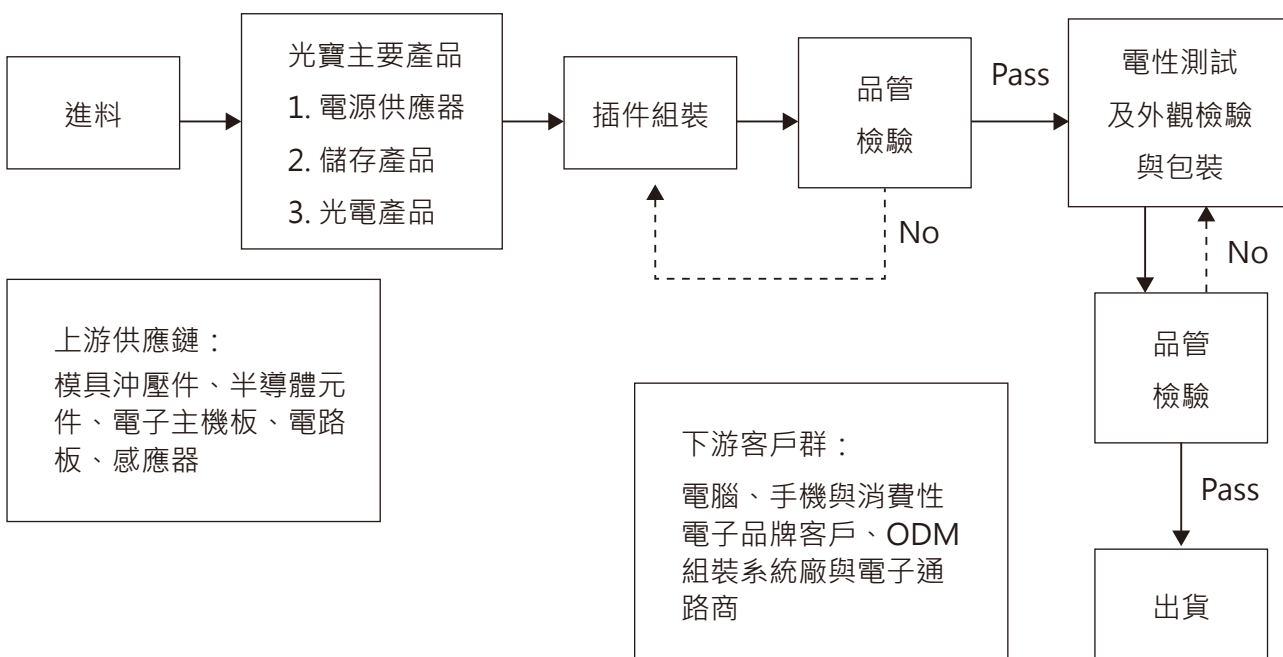 進料
光寶主要產品
1. 電源供應器
2. 儲存產品
3. 光電產品
插件組裝
品管
檢驗
Pass
No
電性測試
及外觀檢驗
與包裝
No
品管
檢驗
Pass
出貨
上游供應鏈：
模具沖壓件、半導體元
件、電子主機板、電路
板、感應器
下游客戶群：
電腦、手機與消費性
電子品牌客戶、ODM
組裝系統廠與電子通
路商